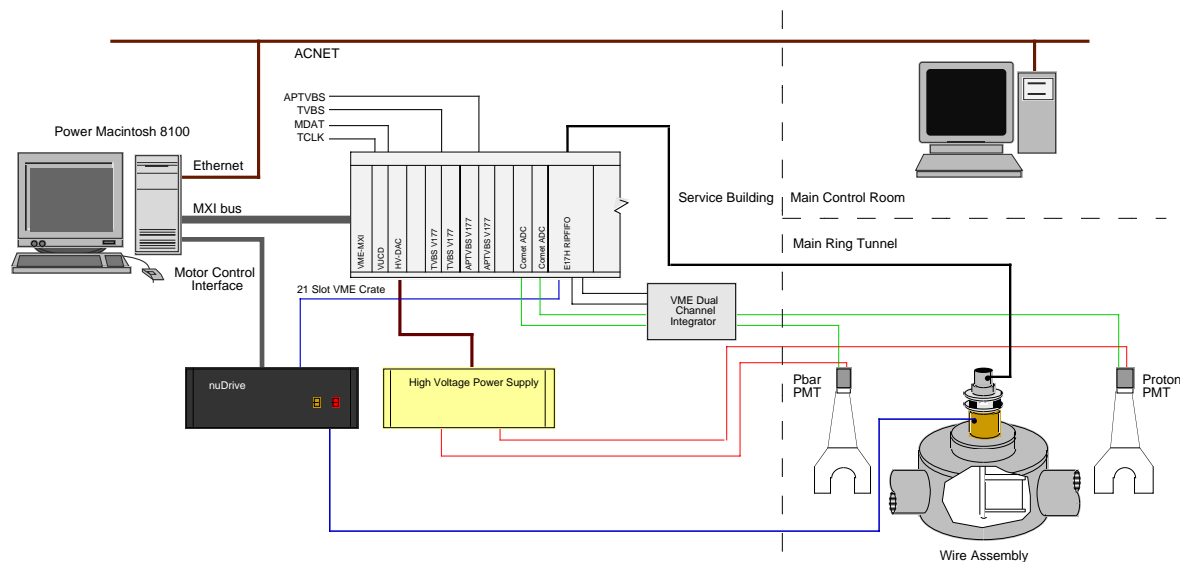 ACNET
APTVBS
TVBS
MDAT
TCLK
Power Macintosh 8100
Ethernet
MXI bus
Motor Control
Interface
VME-MXI
VUCD
HV-DAC
TVBS V177
TVBS V177
APTVBS V177
APTVBS V177
Comet ADC
Comet ADC
E17H RIPFIFO
21 Slot VME Crate
Service Building
Main Control Room
Main Ring Tunnel
VME Dual
Channel
Integrator
nuDrive
High Voltage Power Supply
Pbar
PMT
Proton
PMT
Wire Assembly